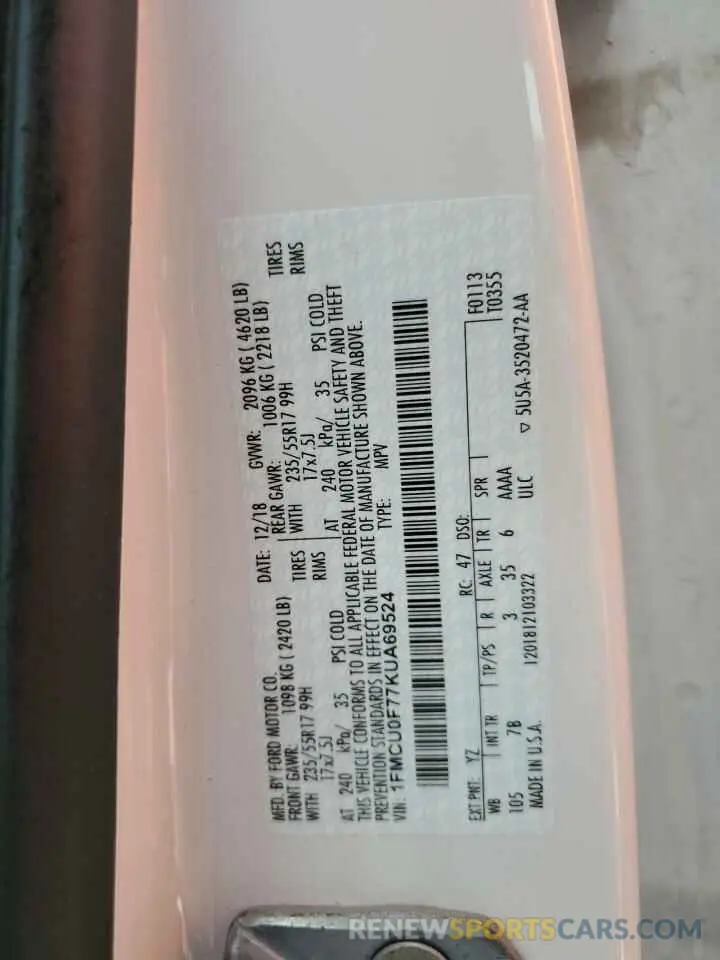 MFD. BY FORD MOTOR CO.
DATE: 12/18 GVWR: 2096 KG ( 4620 LB)
FRONT GAWR: 1098 KG ( 2420 LB) REAR GAWR: 1006 KG ( 2218 LB)
WITH 235/55R17 99H TIRES WITH 235/55R17 99H TIRES
17x7.5J RIMS 17x7.5J RIMS
AT 240 kPa/ 35 PSI COLD AT 240 kPa/ 35 PSI COLD
THIS VEHICLE CONFORMS TO ALL APPLICABLE FEDERAL MOTOR VEHICLE SAFETY AND THEFT
PREVENTION STANDARDS IN EFFECT ON THE DATE OF MANUFACTURE SHOWN ABOVE.
VIN: 1FMCU0F77KUA69524 TYPE: MPV
EXT PNT: YZ RC: 47 DSO: F0113
WB INT TR TP/PS R AXLE TR SPR T0355
105 7B 3 35 6 AAAA
ULC
MADE IN U.S.A. 1201812103322 ▽ 5U5A-3520472-AA
RENEWSPORTSCARS.COM